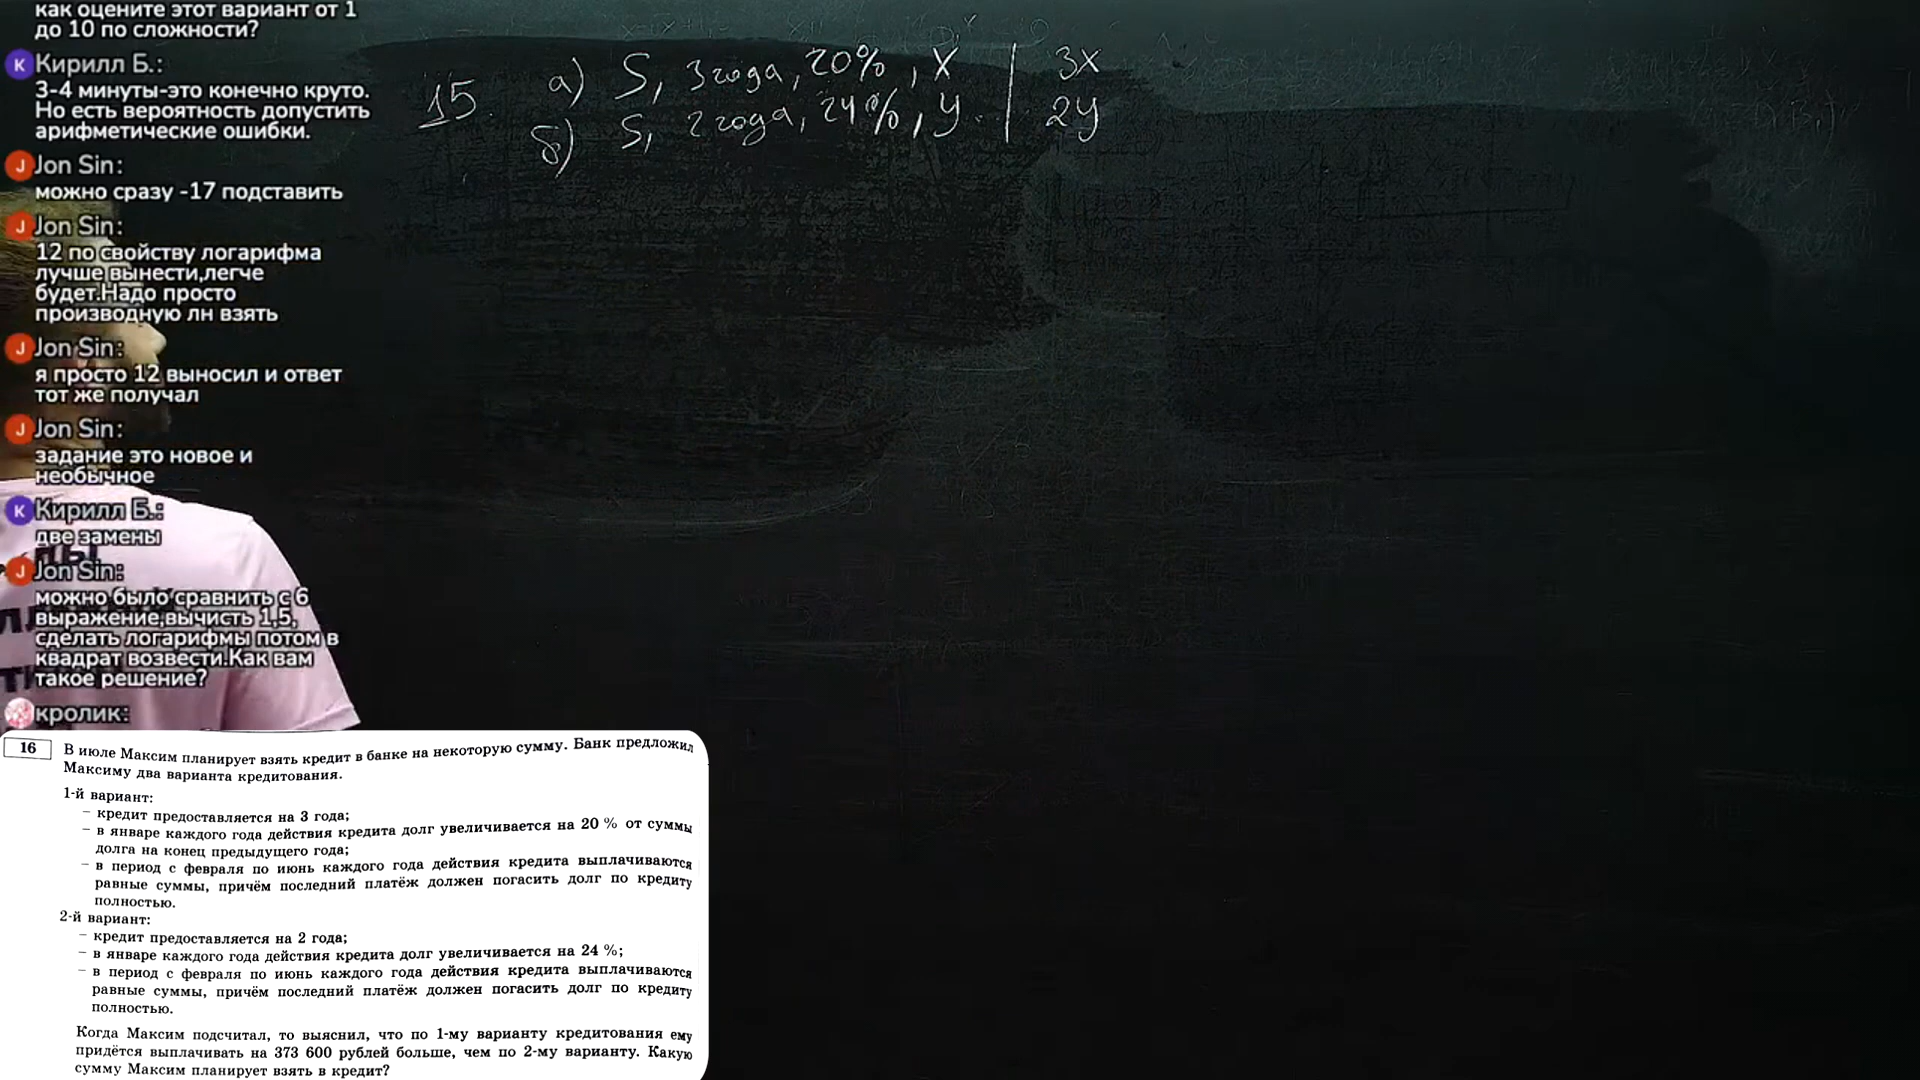 как оцените этот вариант от 1
до 10 по сложности?
К Кирилл Б.:
3-4 минуты-это конечно круто.
Но есть вероятность допустить
арифметические ошибки.
J Jon Sin:
можно сразу -17 подставить
J Jon Sin:
12 по свойству логарифма
лучше вынести,легче
будет.Надо просто
производную лн взять
J Jon Sin:
я просто 12 выносил и ответ
тот же получал
J Jon Sin:
задание это новое и
необычное
К Кирилл Б.:
две замены
J Jon Sin:
можно было сравнить с 6
выражение,вычисть 1,5,
сделать логарифмы потом в
квадрат возвести.Как вам
такое решение?
кролик:
15. а) S, 3 года, 20%, x | 3x
б) S, 2 года, 24%, y. | 2y
16 В июле Максим планирует взять кредит в банке на некоторую сумму. Банк предложил
Максиму два варианта кредитования.
1-й вариант:
– кредит предоставляется на 3 года;
– в январе каждого года действия кредита долг увеличивается на 20 % от суммы
долга на конец предыдущего года;
– в период с февраля по июнь каждого года действия кредита выплачиваются
равные суммы, причём последний платёж должен погасить долг по кредиту
полностью.
2-й вариант:
– кредит предоставляется на 2 года;
– в январе каждого года действия кредита долг увеличивается на 24 %;
– в период с февраля по июнь каждого года действия кредита выплачиваются
равные суммы, причём последний платёж должен погасить долг по кредиту
полностью.
Когда Максим подсчитал, то выяснил, что по 1-му варианту кредитования ему
придётся выплачивать на 373 600 рублей больше, чем по 2-му варианту. Какую
сумму Максим планирует взять в кредит?